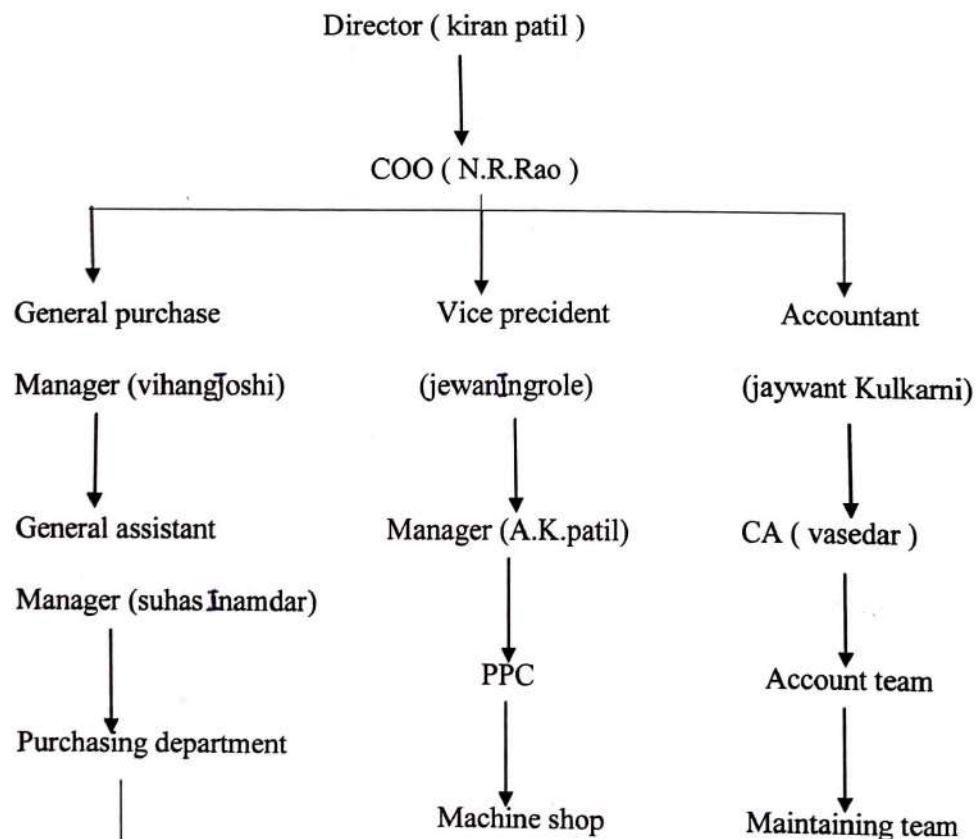 Director ( kiran patil )
COO ( N.R.Rao )
General purchase
Manager (vihangJoshi)
General assistant
Manager (suhas Inamdar)
Purchasing department
Vice precident
(jewanIngrole)
Manager (A.K.patil)
PPC
Machine shop
Accountant
(jaywant Kulkarni)
CA ( vasedar )
Account team
Maintaining team